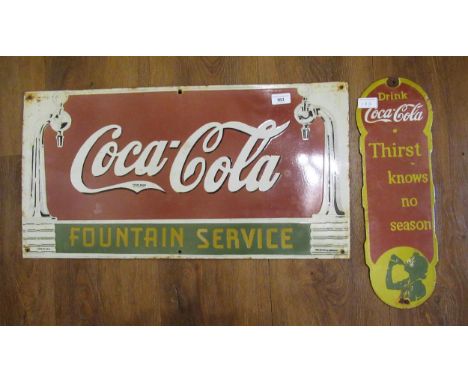 Coca-Cola
FOUNTAIN SERVICE
Drink
Coca-Cola
Thirst
knows
no
season